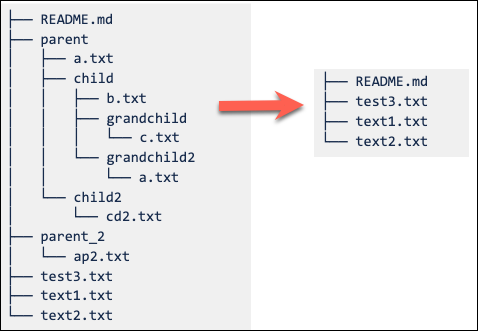 ├── README.md
├── parent
│   ├── a.txt
│   ├── child
│   │   ├── b.txt
│   │   ├── grandchild
│   │   │   └── c.txt
│   │   └── grandchild2
│   │       └── a.txt
│   └── child2
│       └── cd2.txt
├── parent_2
│   └── ap2.txt
├── test3.txt
├── text1.txt
└── text2.txt
├── README.md
├── test3.txt
├── text1.txt
└── text2.txt